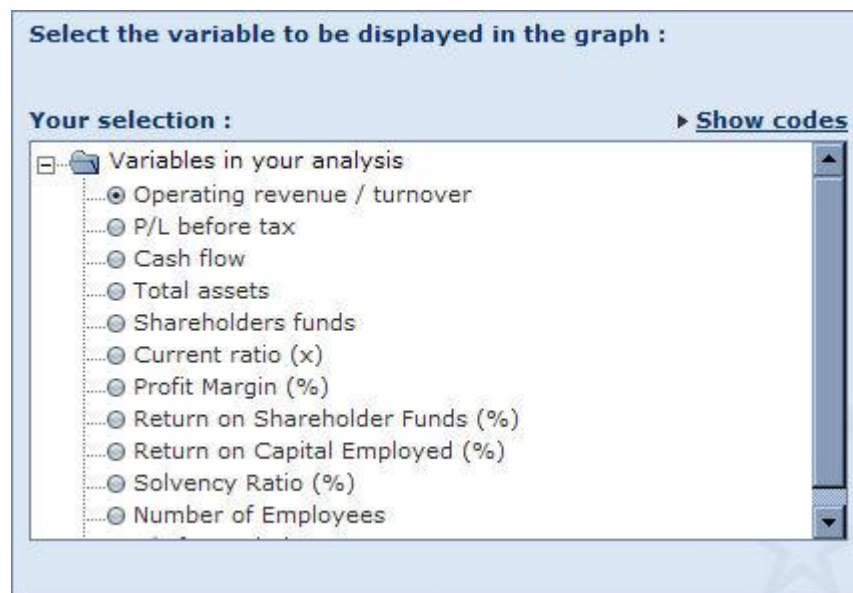 Select the variable to be displayed in the graph :
Your selection :
Show codes
Variables in your analysis
Operating revenue / turnover
P/L before tax
Cash flow
Total assets
Shareholders funds
Current ratio (x)
Profit Margin (%)
Return on Shareholder Funds (%)
Return on Capital Employed (%)
Solvency Ratio (%)
Number of Employees